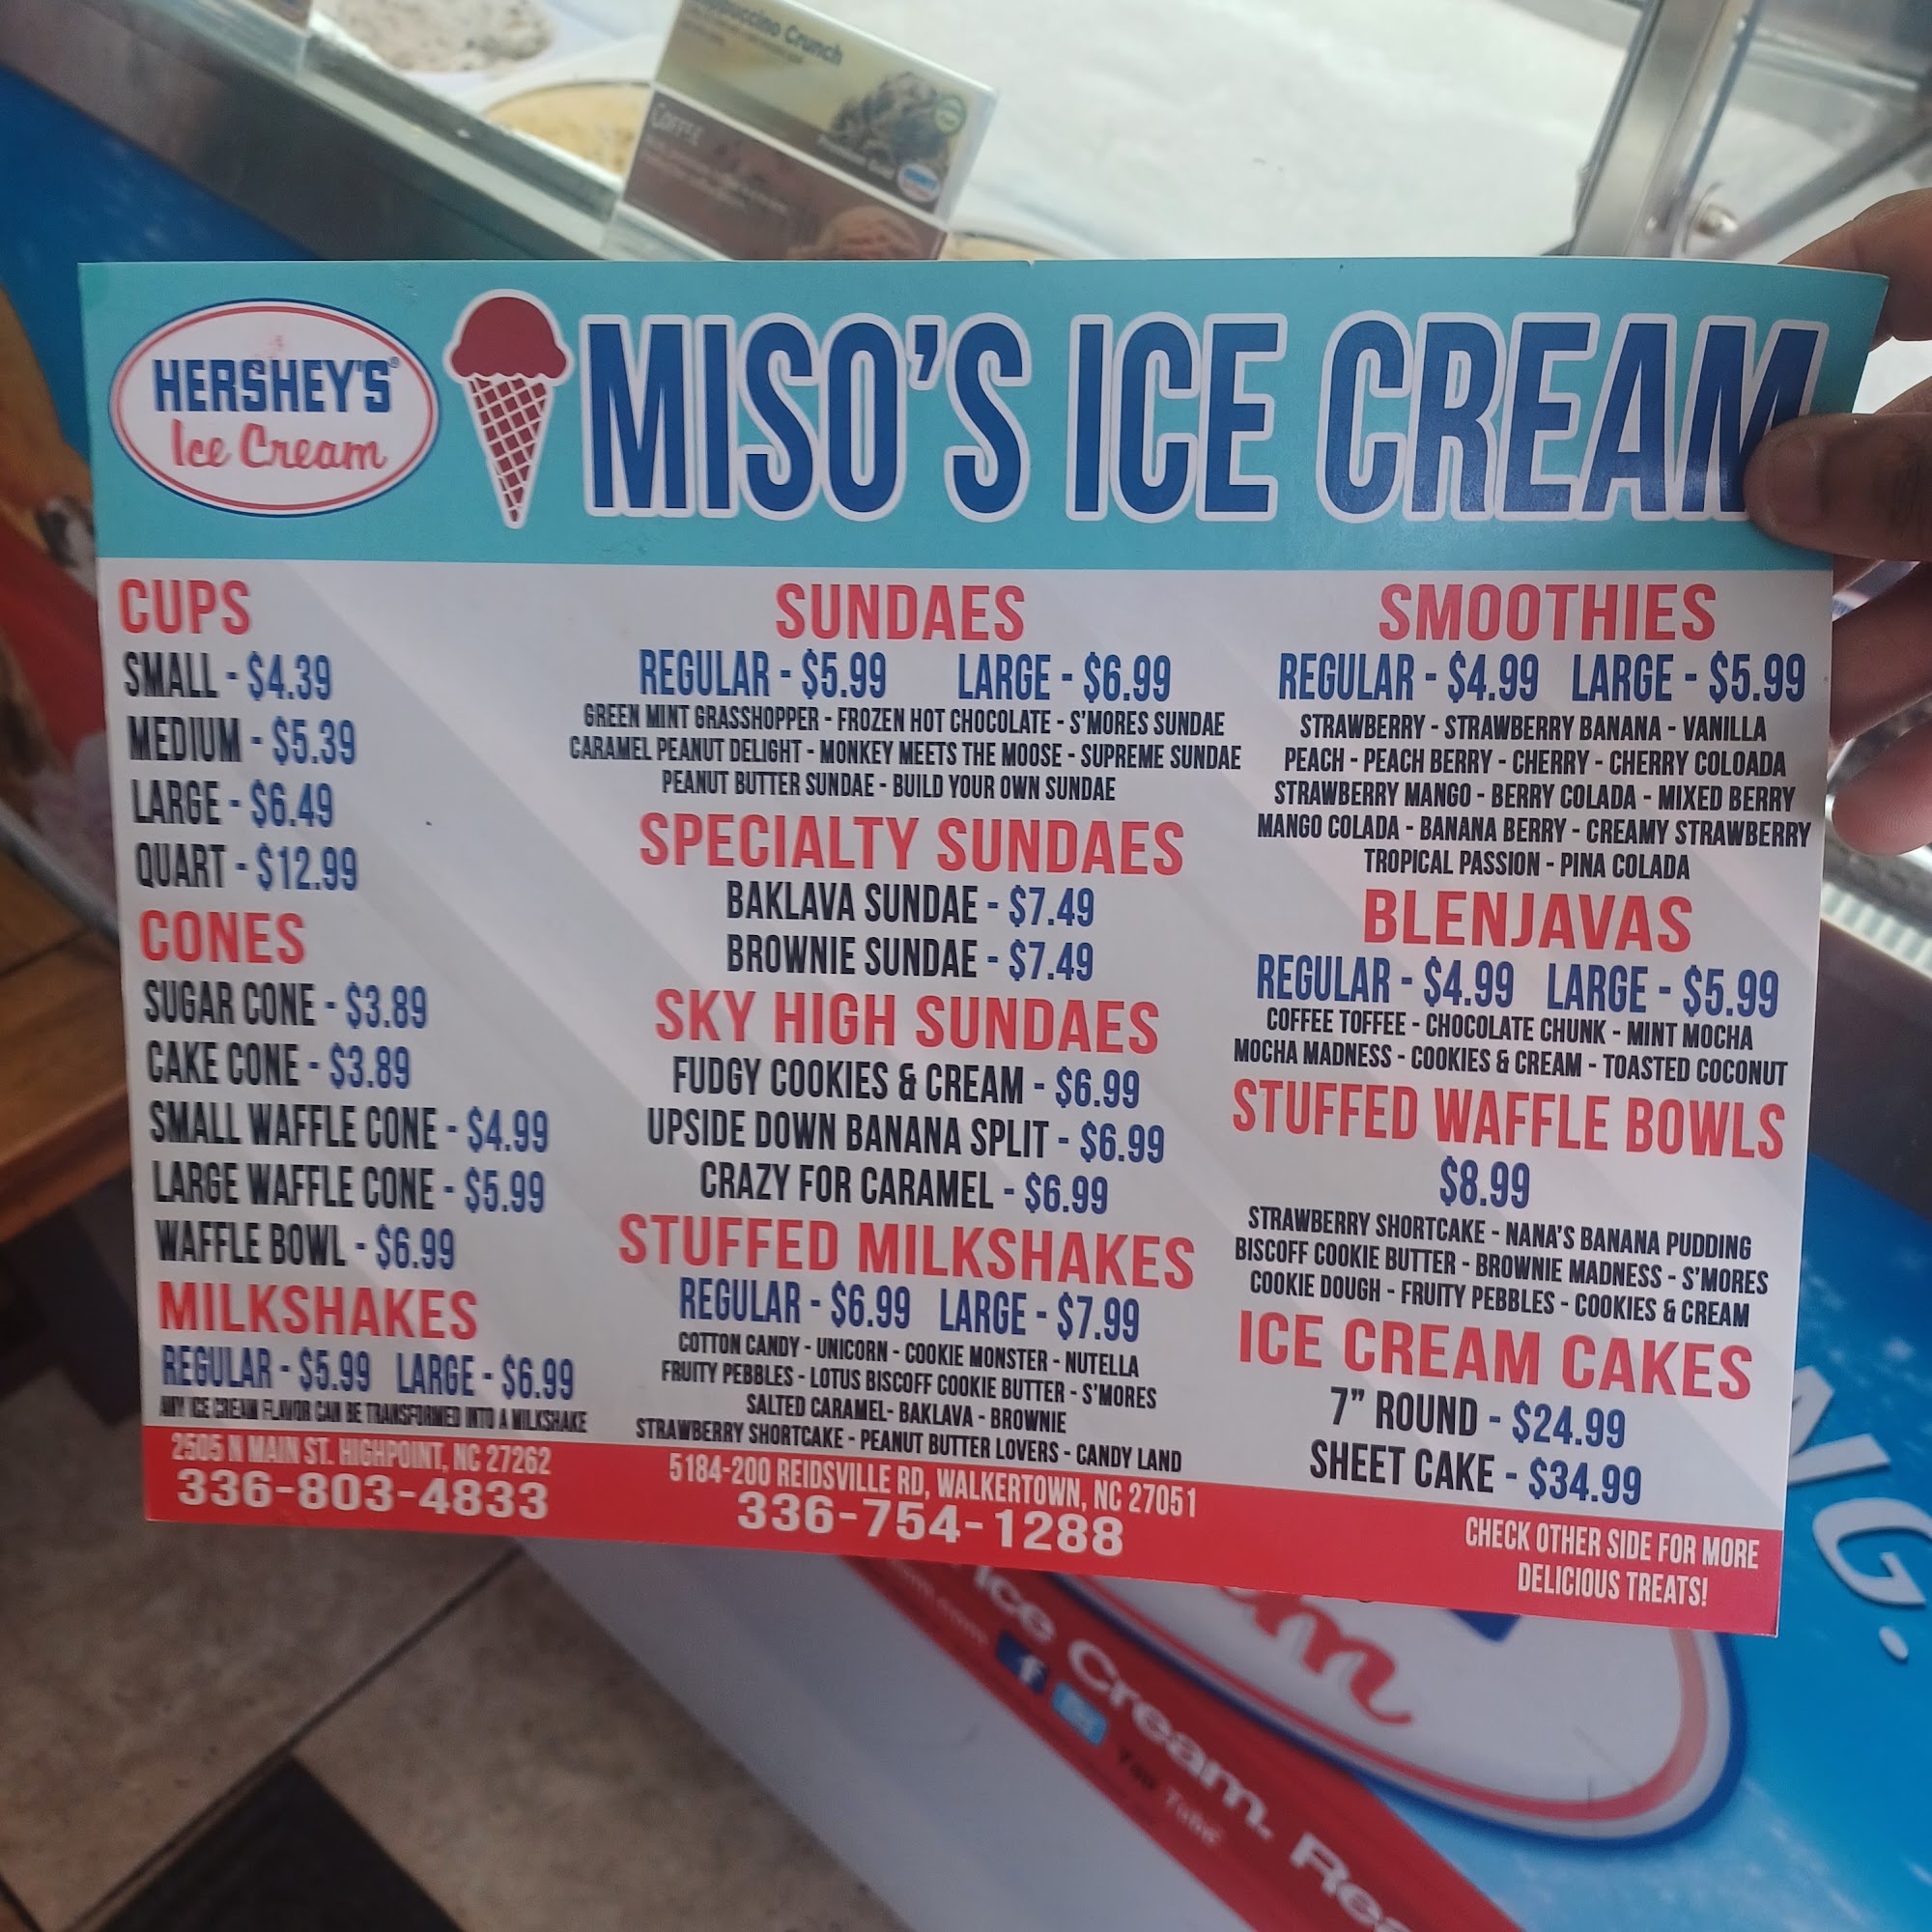 Cappuccino Crunch
COFFEE
HERSHEY'S®
Ice Cream
MISO'S ICE CREAM
CUPS
SMALL - $4.39
MEDIUM - $5.39
LARGE - $6.49
QUART - $12.99
CONES
SUGAR CONE - $3.89
CAKE CONE - $3.89
SMALL WAFFLE CONE - $4.99
LARGE WAFFLE CONE - $5.99
WAFFLE BOWL - $6.99
MILKSHAKES
REGULAR - $5.99 LARGE - $6.99
ANY ICE CREAM FLAVOR CAN BE TRANSFORMED INTO A MILKSHAKE
SUNDAES
REGULAR - $5.99 LARGE - $6.99
GREEN MINT GRASSHOPPER - FROZEN HOT CHOCOLATE - S'MORES SUNDAE
CARAMEL PEANUT DELIGHT - MONKEY MEETS THE MOOSE - SUPREME SUNDAE
PEANUT BUTTER SUNDAE - BUILD YOUR OWN SUNDAE
SPECIALTY SUNDAES
BAKLAVA SUNDAE - $7.49
BROWNIE SUNDAE - $7.49
SKY HIGH SUNDAES
FUDGY COOKIES & CREAM - $6.99
UPSIDE DOWN BANANA SPLIT - $6.99
CRAZY FOR CARAMEL - $6.99
STUFFED MILKSHAKES
REGULAR - $6.99 LARGE - $7.99
COTTON CANDY - UNICORN - COOKIE MONSTER - NUTELLA
FRUITY PEBBLES - LOTUS BISCOFF COOKIE BUTTER - S'MORES
SALTED CARAMEL- BAKLAVA - BROWNIE
STRAWBERRY SHORTCAKE - PEANUT BUTTER LOVERS - CANDY LAND
SMOOTHIES
REGULAR - $4.99 LARGE - $5.99
STRAWBERRY - STRAWBERRY BANANA - VANILLA
PEACH - PEACH BERRY - CHERRY - CHERRY COLOADA
STRAWBERRY MANGO - BERRY COLADA - MIXED BERRY
MANGO COLADA - BANANA BERRY - CREAMY STRAWBERRY
TROPICAL PASSION - PINA COLADA
BLENJAVAS
REGULAR - $4.99 LARGE - $5.99
COFFEE TOFFEE - CHOCOLATE CHUNK - MINT MOCHA
MOCHA MADNESS - COOKIES & CREAM - TOASTED COCONUT
STUFFED WAFFLE BOWLS
$8.99
STRAWBERRY SHORTCAKE - NANA'S BANANA PUDDING
BISCOFF COOKIE BUTTER - BROWNIE MADNESS - S'MORES
COOKIE DOUGH - FRUITY PEBBLES - COOKIES & CREAM
ICE CREAM CAKES
7" ROUND - $24.99
SHEET CAKE - $34.99
2505 N MAIN ST. HIGHPOINT, NC 27262
336-803-4833
5184-200 REIDSVILLE RD, WALKERTOWN, NC 27051
336-754-1288
CHECK OTHER SIDE FOR MORE
DELICIOUS TREATS!
Ice Cream.
You Tube
NG.